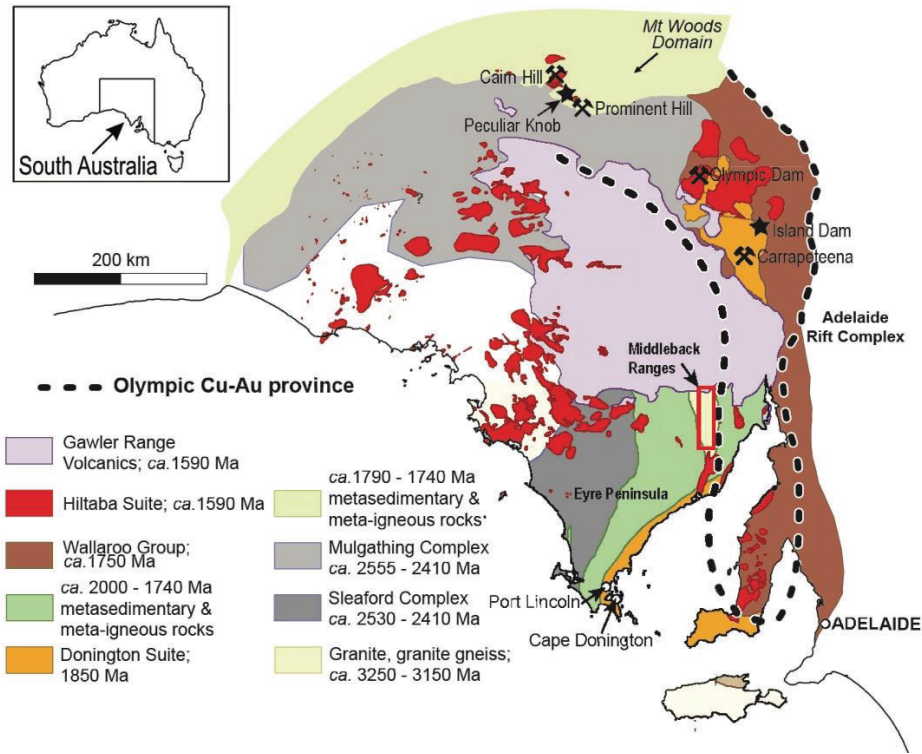 South Australia
Mt Woods
Domain
Cairn Hill
Peculiar Knob
Prominent Hill
Olympic Dam
Island Dam
Carrapeteena
?
200 km
Adelaide
Rift Complex
Middleback
Ranges
Olympic Cu-Au province
Eyre Peninsula
Port Lincoln
Cape Donington
ADELAIDE
Gawler Range
Volcanics; ca.1590 Ma
Hiltaba Suite; ca.1590 Ma
Wallaroo Group;
ca.1750 Ma
ca. 2000 - 1740 Ma
metasedimentary &
meta-igneous rocks
Donington Suite;
1850 Ma
ca.1790 - 1740 Ma
metasedimentary &
meta-igneous rocks
Mulgathing Complex
ca. 2555 - 2410 Ma
Sleaford Complex
ca. 2530 - 2410 Ma
Granite, granite gneiss;
ca. 3250 - 3150 Ma